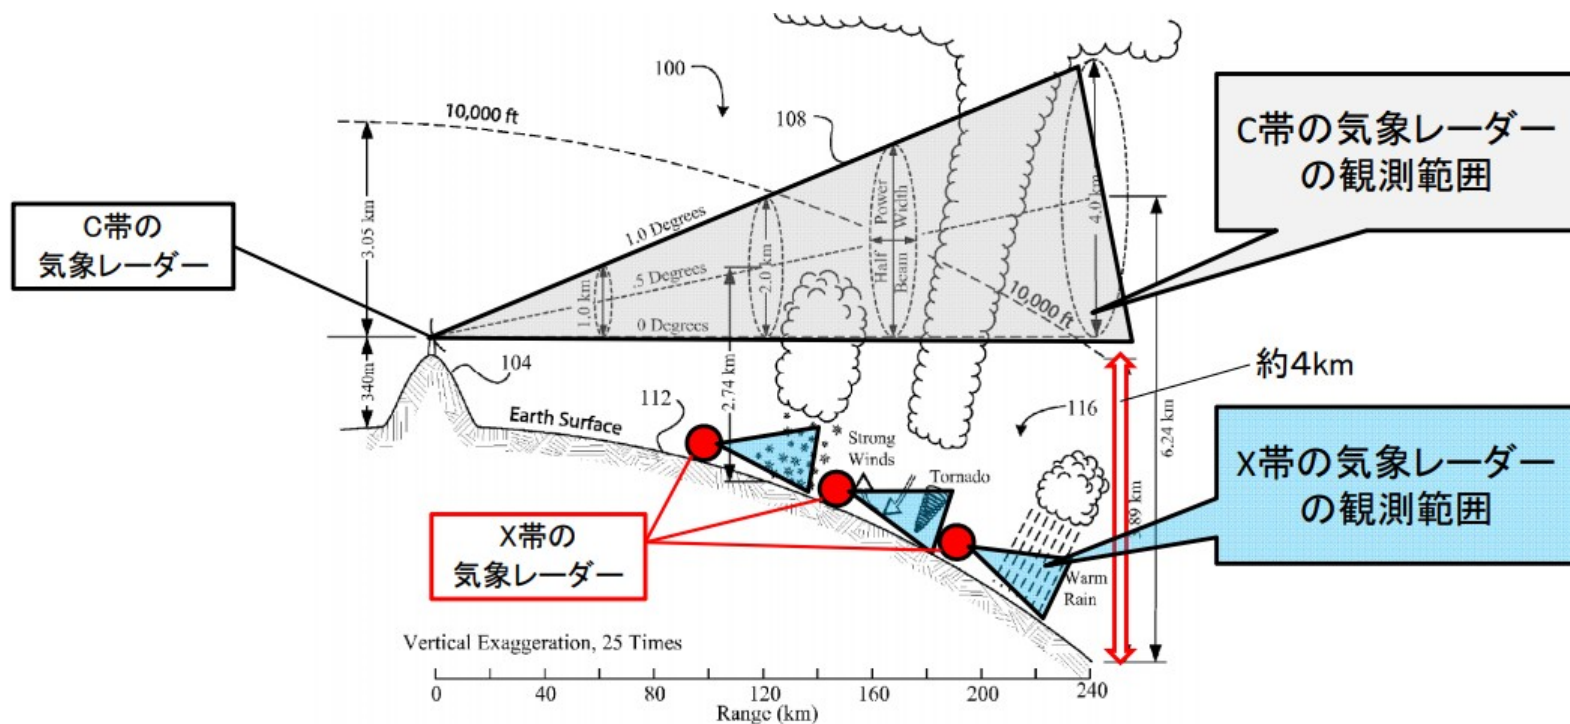 100
10,000 ft
108
C帯の気象レーダー
の観測範囲
C帯の
気象レーダー
3.05 km
1.0 Degrees
.5 Degrees
0 Degrees
1.0 km
2.0 km
Half Power
Beam Width
4.0 km
10,000 ft
340m
104
2.74 km
約4km
6.24 km
Earth Surface
112
116
Strong
Winds
Tornado
X帯の気象レーダー
の観測範囲
89 km
X帯の
気象レーダー
Warm
Rain
Vertical Exaggeration, 25 Times
0 40 80 120 160 200 240
Range (km)